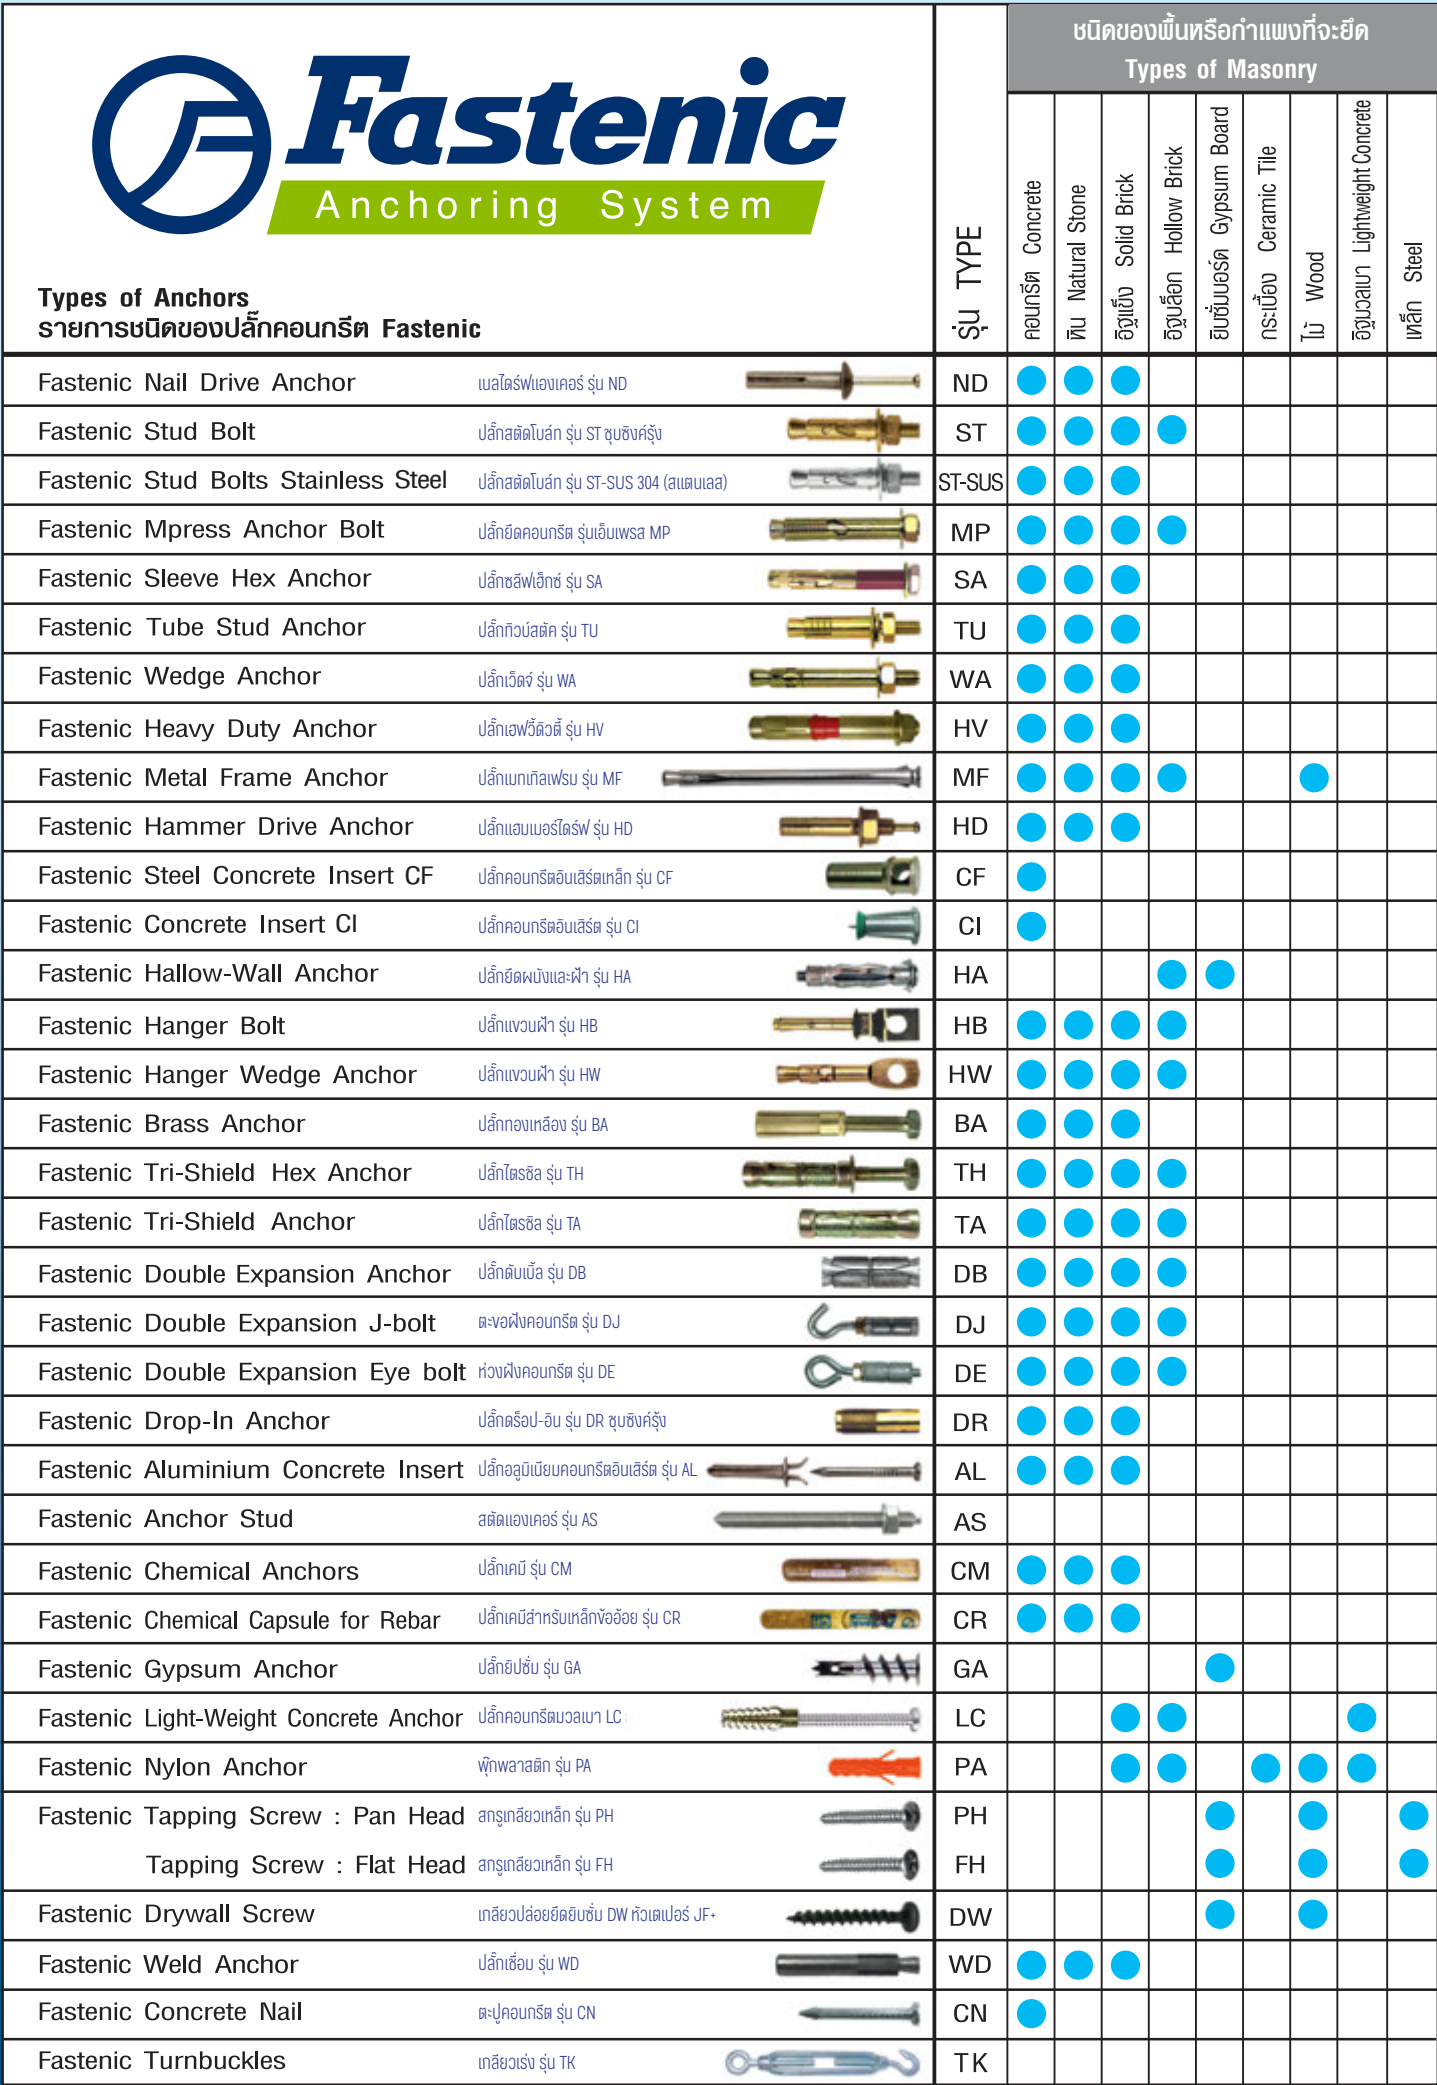 Fastenic
Anchoring System
Types of Anchors
รายการชนิดของปลั๊กคอนกรีต Fastenic
รุ่น TYPE
ชนิดของพื้นหรือกำแพงที่จะยึด
Types of Masonry
คอนกรีต Concrete
หิน Natural Stone
อิฐแข็ง Solid Brick
อิฐบล็อก Hollow Brick
ยิบซั่มบอร์ด Gypsum Board
กระเบื้อง Ceramic Tile
ไม้ Wood
อิฐมวลเบา Lightweight Concrete
เหล็ก Steel
Fastenic Nail Drive Anchor เนลไดร์ฟแองเคอร์ รุ่น ND ND
Fastenic Stud Bolt ปลั๊กสตัดโบล์ท รุ่น ST ชุบซิงค์รุ้ง ST
Fastenic Stud Bolts Stainless Steel ปลั๊กสตัดโบล์ท รุ่น ST-SUS 304 (สแตนเลส) ST-SUS
Fastenic Mpress Anchor Bolt ปลั๊กยึดคอนกรีต รุ่นเอ็มเพรส MP MP
Fastenic Sleeve Hex Anchor ปลั๊กซลีฟเฮ็กซ์ รุ่น SA SA
Fastenic Tube Stud Anchor ปลั๊กทิวบ์สตัด รุ่น TU TU
Fastenic Wedge Anchor ปลั๊กเว็ดจ์ รุ่น WA WA
Fastenic Heavy Duty Anchor ปลั๊กเฮฟวี้ดิวตี้ รุ่น HV HV
Fastenic Metal Frame Anchor ปลั๊กเมทเทิลเฟรม รุ่น MF MF
Fastenic Hammer Drive Anchor ปลั๊กแฮมเมอร์ไดร์ฟ รุ่น HD HD
Fastenic Steel Concrete Insert CF ปลั๊กคอนกรีตอินเสิร์ตเหล็ก รุ่น CF CF
Fastenic Concrete Insert CI ปลั๊กคอนกรีตอินเสิร์ต รุ่น CI CI
Fastenic Hallow-Wall Anchor ปลั๊กยึดผนังและฝ้า รุ่น HA HA
Fastenic Hanger Bolt ปลั๊กแขวนฝ้า รุ่น HB HB
Fastenic Hanger Wedge Anchor ปลั๊กแขวนฝ้า รุ่น HW HW
Fastenic Brass Anchor ปลั๊กทองเหลือง รุ่น BA BA
Fastenic Tri-Shield Hex Anchor ปลั๊กไตรชิล รุ่น TH TH
Fastenic Tri-Shield Anchor ปลั๊กไตรชิล รุ่น TA TA
Fastenic Double Expansion Anchor ปลั๊กดับเบิ้ล รุ่น DB DB
Fastenic Double Expansion J-bolt ตะขอฝังคอนกรีต รุ่น DJ DJ
Fastenic Double Expansion Eye bolt ห่วงฝังคอนกรีต รุ่น DE DE
Fastenic Drop-In Anchor ปลั๊กดร็อป-อิน รุ่น DR ชุบซิงค์รุ้ง DR
Fastenic Aluminium Concrete Insert ปลั๊กอลูมิเนียมคอนกรีตอินเสิร์ต รุ่น AL AL
Fastenic Anchor Stud สตัดแองเคอร์ รุ่น AS AS
Fastenic Chemical Anchors ปลั๊กเคมี รุ่น CM CM
Fastenic Chemical Capsule for Rebar ปลั๊กเคมีสำหรับเหล็กข้ออ้อย รุ่น CR CR
Fastenic Gypsum Anchor ปลั๊กยิปซั่ม รุ่น GA GA
Fastenic Light-Weight Concrete Anchor ปลั๊กคอนกรีตมวลเบา LC LC
Fastenic Nylon Anchor พุ๊กพลาสติก รุ่น PA PA
Fastenic Tapping Screw : Pan Head สกรูเกลียวเหล็ก รุ่น PH PH
Tapping Screw : Flat Head สกรูเกลียวเหล็ก รุ่น FH FH
Fastenic Drywall Screw เกลียวปล่อยยึดยิบซั่ม DW หัวเตเปอร์ JF+ DW
Fastenic Weld Anchor ปลั๊กเชื่อม รุ่น WD WD
Fastenic Concrete Nail ตะปูคอนกรีต รุ่น CN CN
Fastenic Turnbuckles เกลียวเร่ง รุ่น TK TK